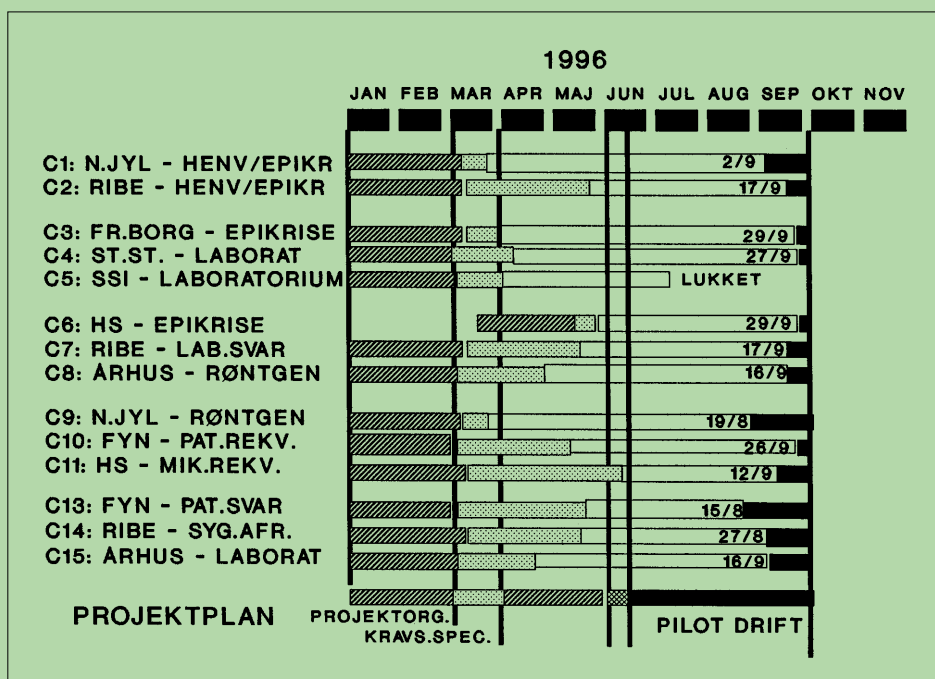 1996
JAN FEB MAR APR MAJ JUN JUL AUG SEP OKT NOV
C1: N.JYL - HENV/EPIKR 2/9
C2: RIBE - HENV/EPIKR 17/9
C3: FR.BORG - EPIKRISE 29/9
C4: ST.ST. - LABORAT 27/9
C5: SSI - LABORATORIUM LUKKET
C6: HS - EPIKRISE 29/9
C7: RIBE - LAB.SVAR 17/9
C8: ÅRHUS - RØNTGEN 16/9
C9: N.JYL - RØNTGEN 19/8
C10: FYN - PAT.REKV. 26/9
C11: HS - MIK.REKV. 12/9
C13: FYN - PAT.SVAR 15/8
C14: RIBE - SYG.AFR. 27/8
C15: ÅRHUS - LABORAT 16/9
PROJEKTPLAN PROJEKTORG. PILOT DRIFT
KRAVS.SPEC.